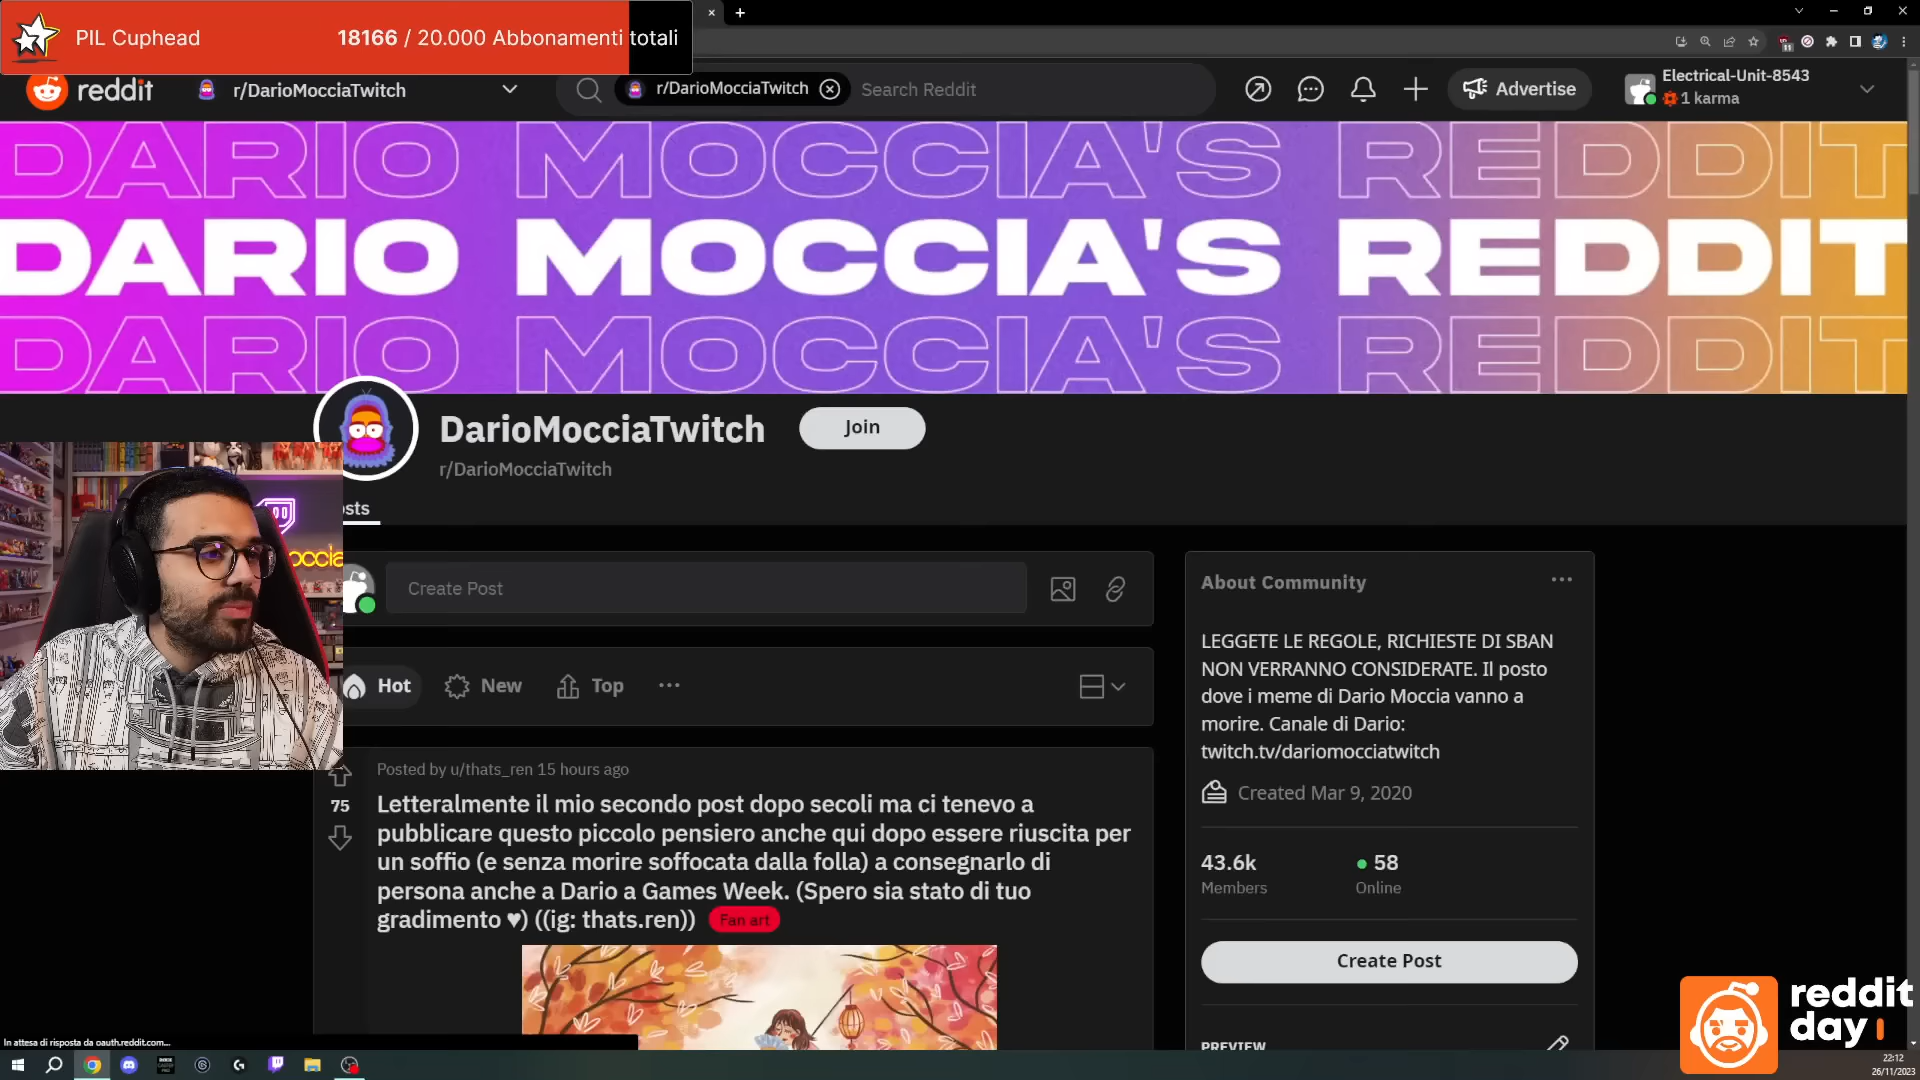 PIL Cuphead
18166 / 20.000 Abbonamenti totali
reddit
r/DarioMocciaTwitch
r/DarioMocciaTwitch
Search Reddit
Advertise
Electrical-Unit-8543
1 karma
DARIO MOCCIA'S REDDIT
DARIO MOCCIA'S REDDIT
DARIO MOCCIA'S REDDIT
DarioMocciaTwitch
Join
r/DarioMocciaTwitch
osts
occia
Create Post
About Community
LEGGETE LE REGOLE, RICHIESTE DI SBAN
NON VERRANNO CONSIDERATE. Il posto
dove i meme di Dario Moccia vanno a
morire. Canale di Dario:
twitch.tv/dariomocciatwitch
Created Mar 9, 2020
43.6k
Members
58
Online
Create Post
PREVIEW
Hot
New
Top
Posted by u/thats_ren 15 hours ago
75
Letteralmente il mio secondo post dopo secoli ma ci tenevo a
pubblicare questo piccolo pensiero anche qui dopo essere riuscita per
un soffio (e senza morire soffocata dalla folla) a consegnarlo di
persona anche a Dario a Games Week. (Spero sia stato di tuo
gradimento ♥) ((ig: thats.ren))
Fan art
reddit
day
In attesa di risposta da oauth.reddit.com...
22:12
26/11/2023